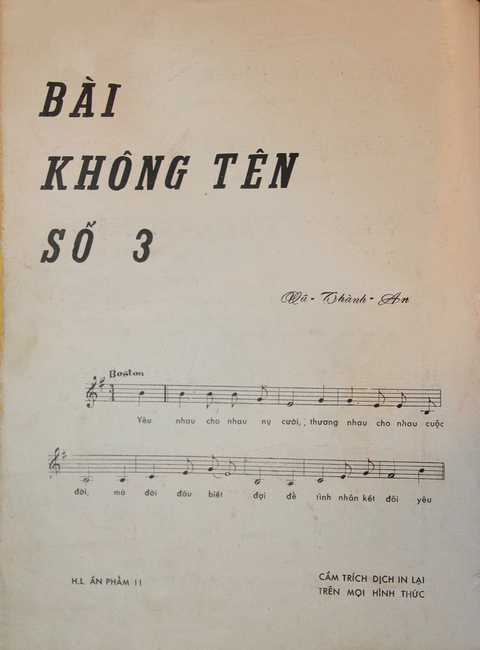 BÀI
KHÔNG TÊN
SỐ 3
Vũ - Thành - An
Boston
Yêu nhau cho nhau nụ cười, thương nhau cho nhau cuộc
đời, mà đời đâu biết đợi để tình nhân kết đôi yêu
H.L ẤN PHẨM 11
CẤM TRÍCH DỊCH IN LẠI
TRÊN MỌI HÌNH THỨC